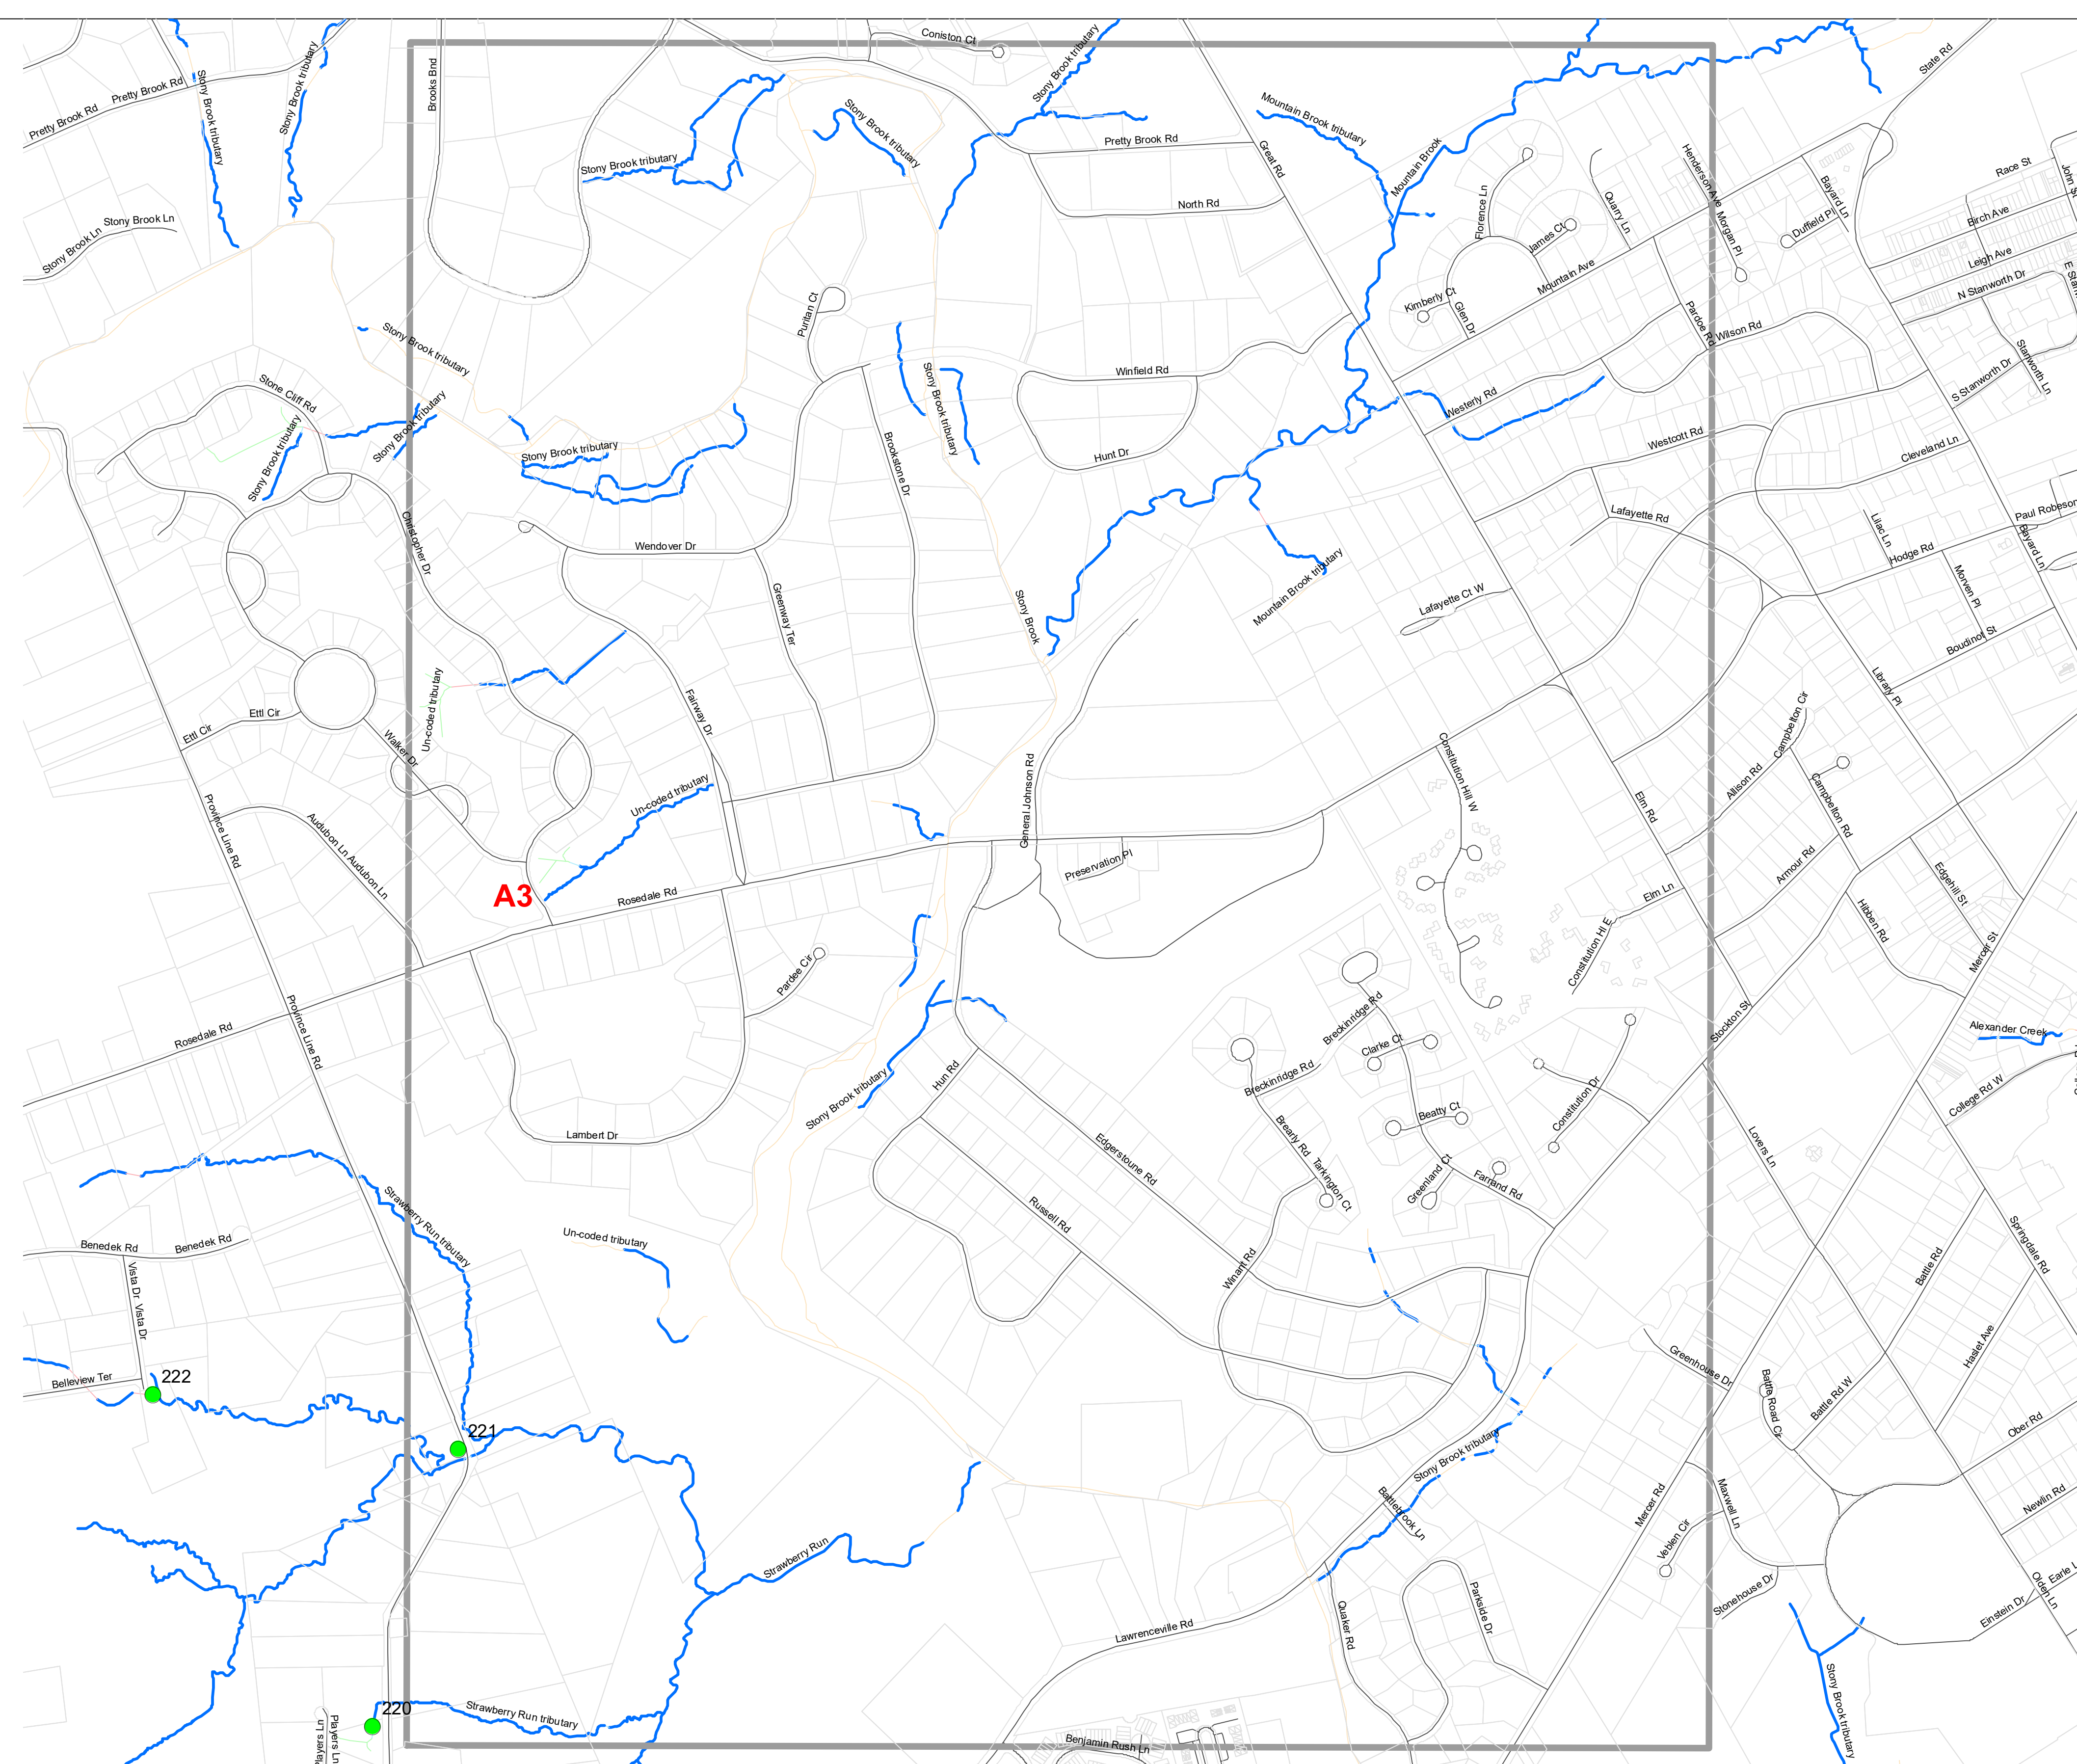 Coniston Ct
Stony Brook tributary
State Rd
Pretty Brook Rd
Pretty Brook Rd
Stony Brook tributary
Stony Brook tributary
Brooks Bnd
Stony Brook tributary
Stony Brook tributary
Pretty Brook Rd
Great Rd
Mountain Brook tributary
Mountain Brook
Henderson Ave
Morgan Pl
Quarry Ln
Bayard Ln
Duffield Pl
Race St
John St
Birch Ave
Leigh Ave
N Stanworth Dr
Stony Brook Ln
Stony Brook Ln
North Rd
Florence Ln
James Ct
Mountain Ave
Kimberly Ct
Glen Dr
Pardoe Rd
Wilson Rd
Stanworth Ln
S Stanworth Dr
Puritan Ct
Stony Brook tributary
Stone Cliff Rd
Stony Brook tributary
Stony Brook tributary
Stony Brook tributary
Winfield Rd
Westerly Rd
Westcott Rd
Cleveland Ln
Stony Brook tributary
Brookstone Dr
Hunt Dr
Christopher Dr
Wendover Dr
Lafayette Rd
Lilac Ln
Hodge Rd
Paul Robeson
Bayard Ln
Greenway Ter
Stony Brook
Mountain Brook tributary
Lafayette Ct W
Morven Pl
Boudinot St
Library Pl
Un-coded tributary
Fairway Dr
Ettl Cir
Ettl Cir
Walker Dr
Constitution Hill W
Campbelton Cir
Allison Rd
Campbelton Rd
Elm Rd
Un-coded tributary
General Johnson Rd
Province Line Rd
Audubon Ln
Audubon Ln
Preservation Pl
Armour Rd
Edgehill St
A3
Rosedale Rd
Elm Ln
Constitution Hl E
Hibben Rd
Mercer St
Pardee Cir
Province Line Rd
Rosedale Rd
Stockton St
Alexander Creek
Breckinridge Rd
Clarke Ct
Breckinridge Rd
Hun Rd
Stony Brook tributary
Beatty Ct
Constitution Dr
College Rd W
Lambert Dr
Edgerstoune Rd
Brearly Rd
Tarkington Ct
Greenland Ct
Farrand Rd
Lovers Ln
Strawberry Run tributary
Russell Rd
Benedek Rd
Benedek Rd
Un-coded tributary
Winant Rd
Battle Rd
Springdale Rd
Vista Dr
Vista Dr
Belleview Ter
222
Greenhouse Dr
Battle Road Cir
Battle Rd W
Haslet Ave
221
Ober Rd
Stony Brook tributary
Battlebrook Ln
Mercer Rd
Maxwell Ln
Newlin Rd
Veblen Cir
Strawberry Run
Stonehouse Dr
Olden Ln
Earle L
Einstein Dr
Parkside Dr
Quaker Rd
Lawrenceville Rd
220
Strawberry Run tributary
Stony Brook tributary
Players Ln
Players Ln
Benjamin Rush Ln